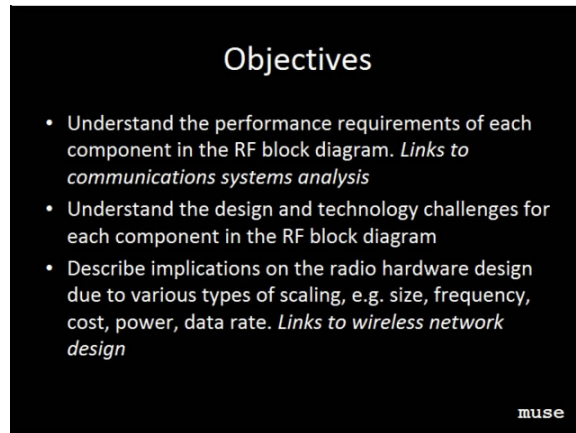 Objectives
• Understand the performance requirements of each
component in the RF block diagram. Links to
communications systems analysis
• Understand the design and technology challenges for
each component in the RF block diagram
• Describe implications on the radio hardware design
due to various types of scaling, e.g. size, frequency,
cost, power, data rate. Links to wireless network
design
muse